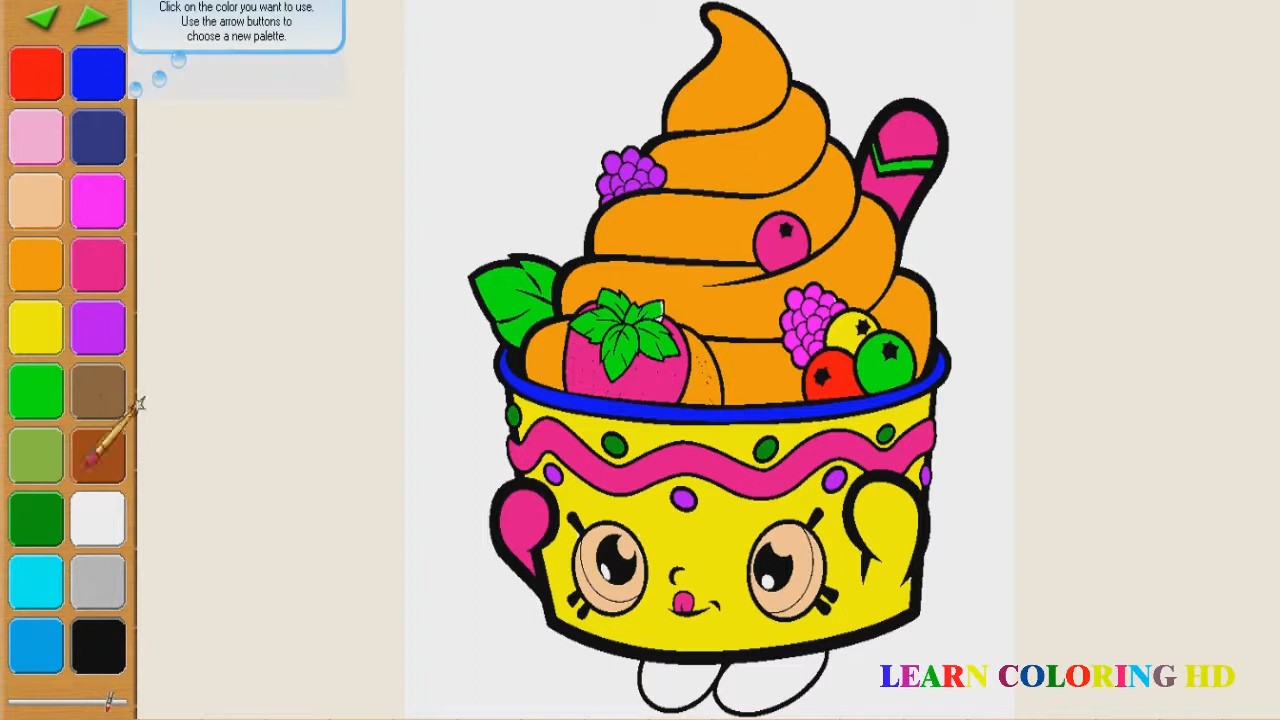 Click on the color you want to use.
Use the arrow buttons to
choose a new palette.
LEARN COLORING HD